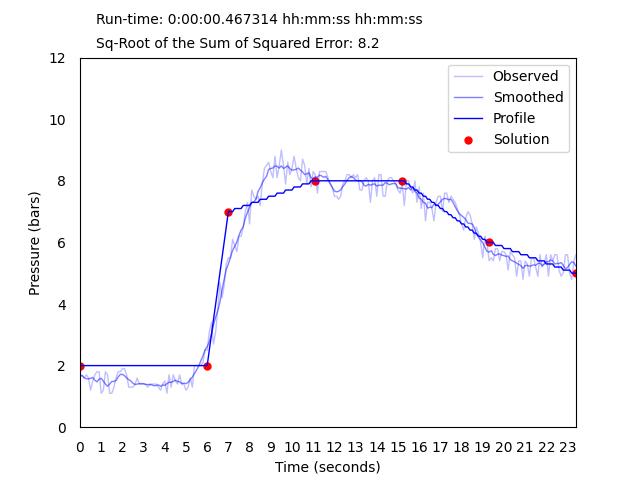 Run-time: 0:00:00.467314 hh:mm:ss hh:mm:ss
Sq-Root of the Sum of Squared Error: 8.2
12
10
8
6
4
2
0
Pressure (bars)
Observed
Smoothed
Profile
Solution
0 1 2 3 4 5 6 7 8 9 10 11 12 13 14 15 16 17 18 19 20 21 22 23
Time (seconds)